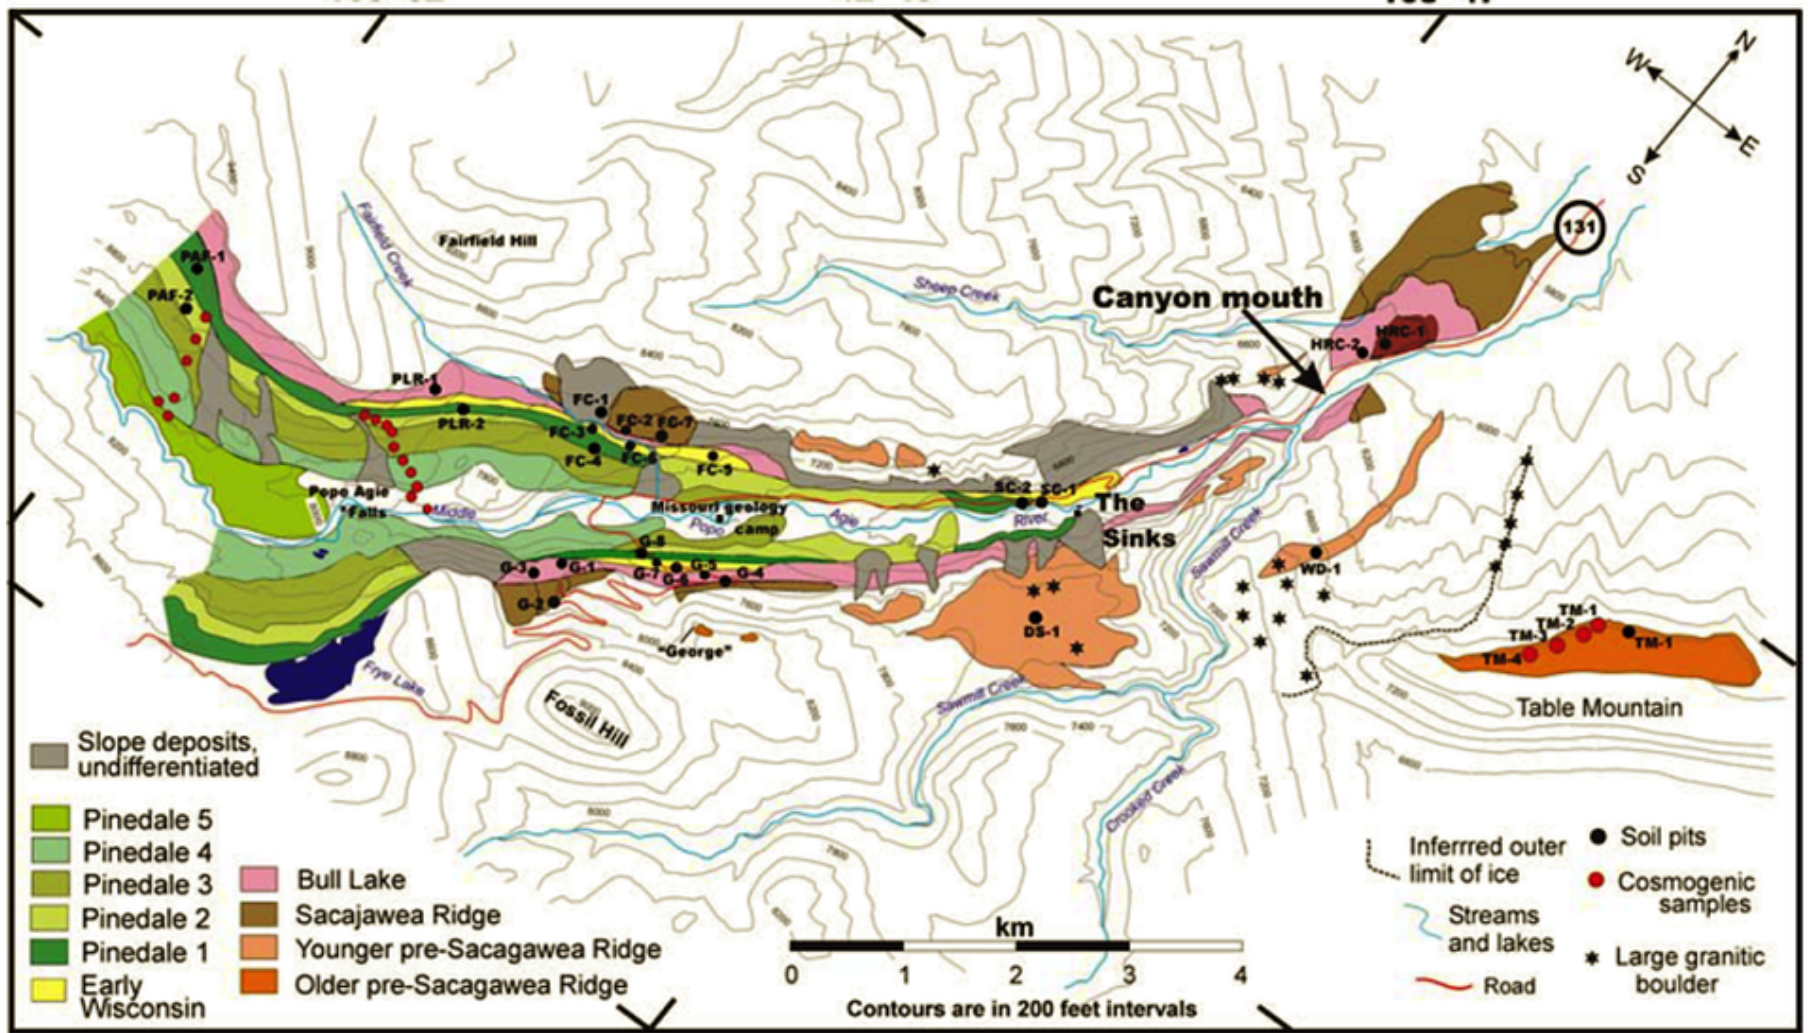 N
W
E
S
131
Fairfield Creek
Fairfield Hill
Sheep Creek
Canyon mouth
PAF-1
PAF-2
HRC-1
HRC-2
PLR-1
PLR-2
FC-1
FC-2
FC-7
FC-3
FC-4
FC-6
FC-5
SC-2
SC-1
The
Sinks
Popo Agie
"Falls
Middle
Missouri geology
camp
Popo
Agie
River
Sawmill Creek
G-8
G-3
G-1
G-7
G-6
G-5
G-4
G-2
WD-1
DS-1
"George"
TM-1
TM-2
TM-3
TM-4
TM-1
Frye Lake
Fossil Hill
Sawmill Creek
Table Mountain
Crooked Creek
Slope deposits,
undifferentiated
Pinedale 5
Pinedale 4
Pinedale 3
Pinedale 2
Pinedale 1
Early
Wisconsin
Bull Lake
Sacajawea Ridge
Younger pre-Sacagawea Ridge
Older pre-Sacagawea Ridge
km
0 1 2 3 4
Contours are in 200 feet intervals
Inferrred outer
limit of ice
Streams
and lakes
Road
Soil pits
Cosmogenic
samples
Large granitic
boulder